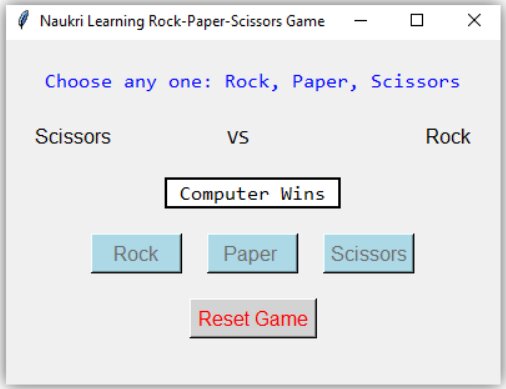 Naukri Learning Rock-Paper-Scissors Game
Choose any one: Rock, Paper, Scissors
Scissors VS Rock
Computer Wins
Rock Paper Scissors
Reset Game